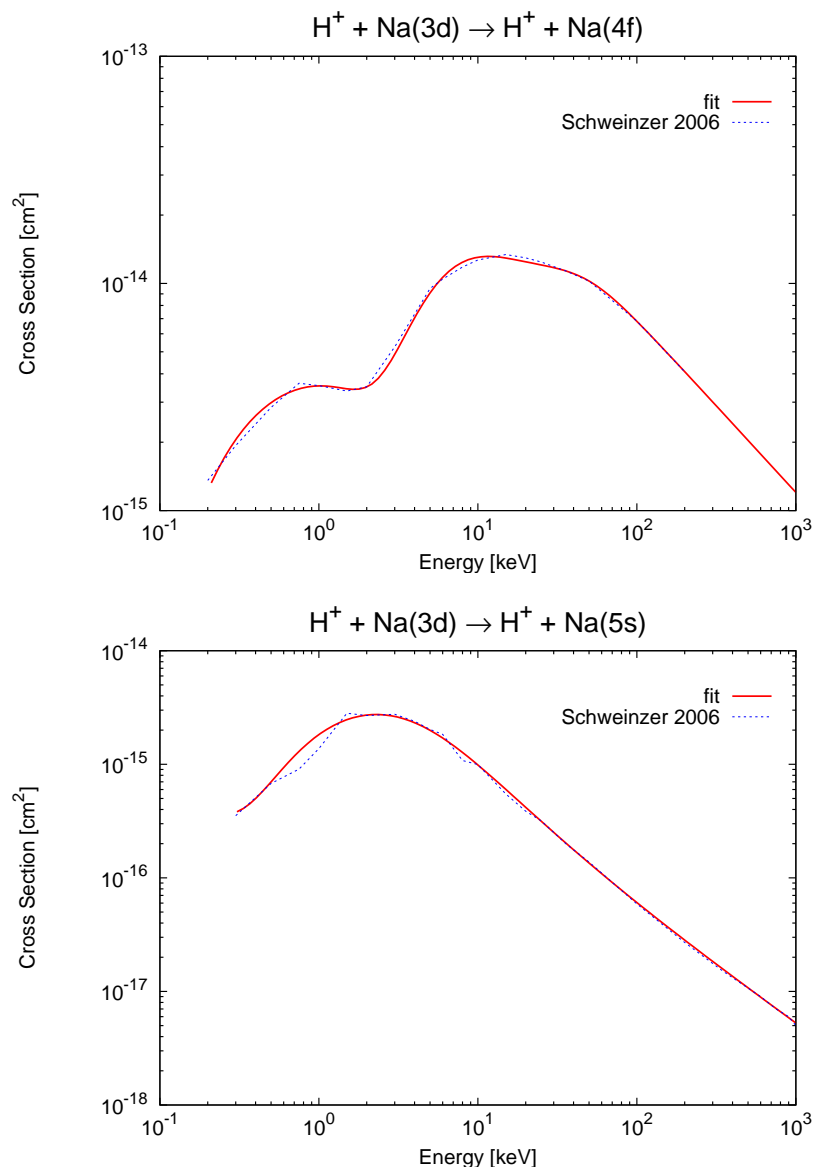 H⁺ + Na(3d) → H⁺ + Na(4f)
10⁻¹³
fit
Schweinzer 2006
Cross Section [cm²]
10⁻¹⁴
10⁻¹⁵
10⁻¹ 10⁰ 10¹ 10² 10³
Energy [keV]
H⁺ + Na(3d) → H⁺ + Na(5s)
10⁻¹⁴
fit
Schweinzer 2006
10⁻¹⁵
Cross Section [cm²]
10⁻¹⁶
10⁻¹⁷
10⁻¹⁸
10⁻¹ 10⁰ 10¹ 10² 10³
Energy [keV]